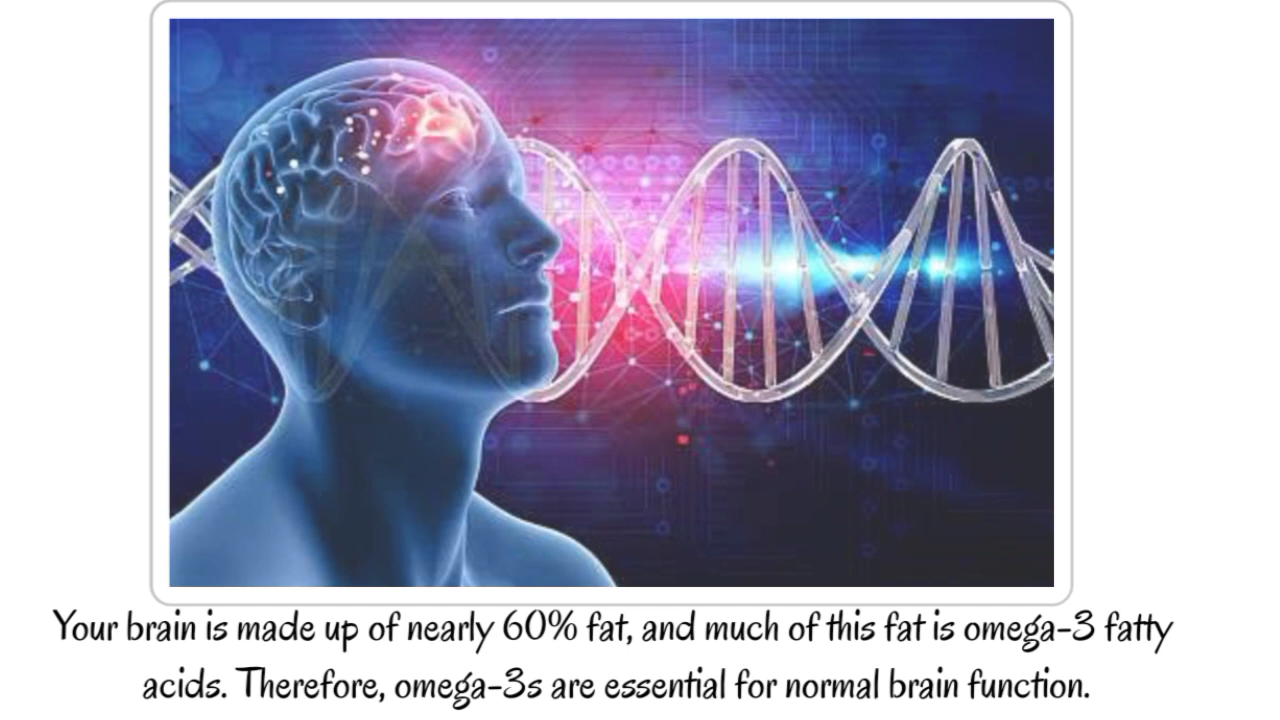 Your brain is made up of nearly 60% fat, and much of this fat is omega-3 fatty
acids. Therefore, omega-3s are essential for normal brain function.